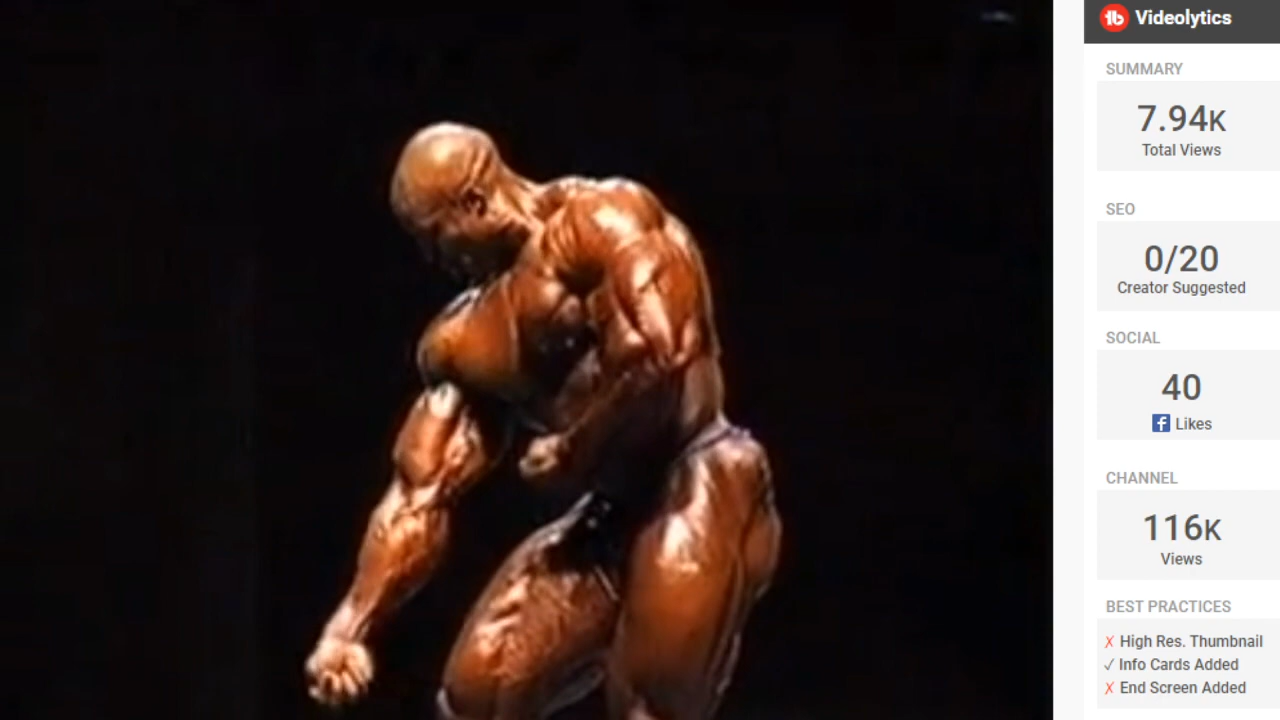 Videolytics
SUMMARY
7.94K
Total Views
SEO
0/20
Creator Suggested
SOCIAL
40
Likes
CHANNEL
116K
Views
BEST PRACTICES
✗ High Res. Thumbnail
✓ Info Cards Added
✗ End Screen Added